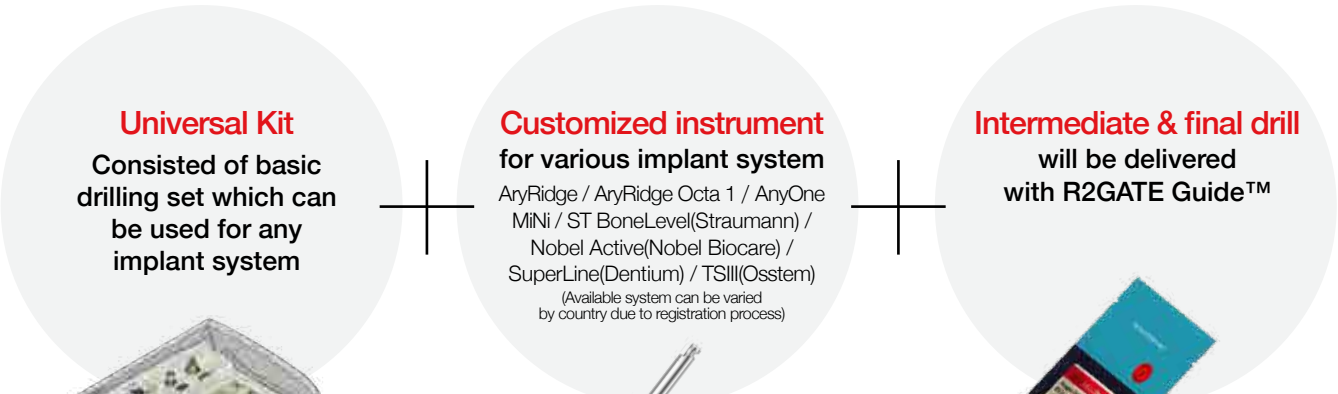 Universal Kit
Consisted of basic
drilling set which can
be used for any
implant system
Customized instrument
for various implant system
AryRidge / AryRidge Octa 1 / AnyOne
MiNi / ST BoneLevel(Straumann) /
Nobel Active(Nobel Biocare) /
SuperLine(Dentium) / TSIII(Osstem)
(Available system can be varied
by country due to registration process)
Intermediate & final drill
will be delivered
with R2GATE Guide™